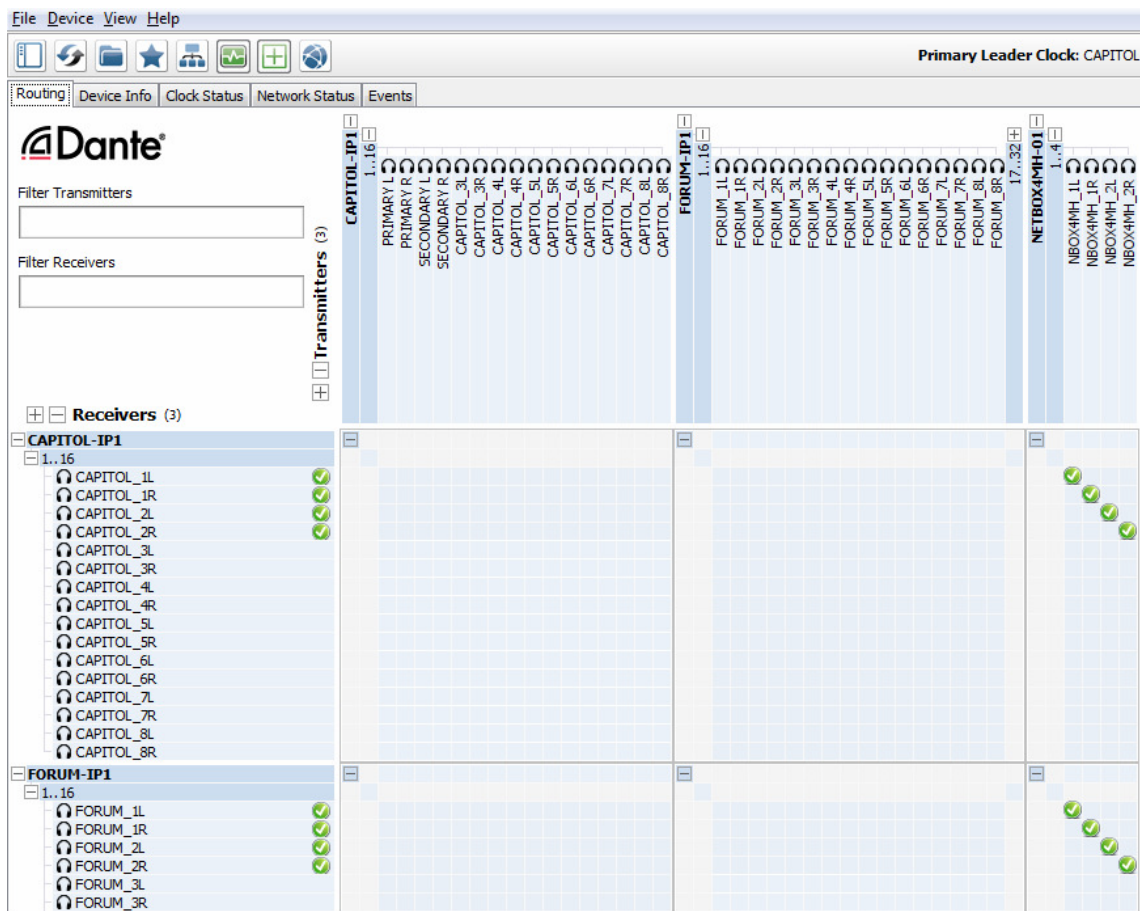 File Device View Help
Primary Leader Clock: CAPITOL
Routing Device Info Clock Status Network Status Events
Dante®
Filter Transmitters
Filter Receivers
Transmitters (3)
Receivers (3)
CAPITOL-IP1
1..16
PRIMARY L
PRIMARY R
SECONDARY L
SECONDARY R
CAPITOL_3L
CAPITOL_3R
CAPITOL_4L
CAPITOL_4R
CAPITOL_5L
CAPITOL_5R
CAPITOL_6L
CAPITOL_6R
CAPITOL_7L
CAPITOL_7R
CAPITOL_8L
CAPITOL_8R
FORUM-IP1
1..16
FORUM_1L
FORUM_1R
FORUM_2L
FORUM_2R
FORUM_3L
FORUM_3R
FORUM_4L
FORUM_4R
FORUM_5L
FORUM_5R
FORUM_6L
FORUM_6R
FORUM_7L
FORUM_7R
FORUM_8L
FORUM_8R
17..32
NETBOX4MH-01
1..4
NBOX4MH_1L
NBOX4MH_1R
NBOX4MH_2L
NBOX4MH_2R
CAPITOL-IP1
1..16
CAPITOL_1L
CAPITOL_1R
CAPITOL_2L
CAPITOL_2R
CAPITOL_3L
CAPITOL_3R
CAPITOL_4L
CAPITOL_4R
CAPITOL_5L
CAPITOL_5R
CAPITOL_6L
CAPITOL_6R
CAPITOL_7L
CAPITOL_7R
CAPITOL_8L
CAPITOL_8R
FORUM-IP1
1..16
FORUM_1L
FORUM_1R
FORUM_2L
FORUM_2R
FORUM_3L
FORUM_3R